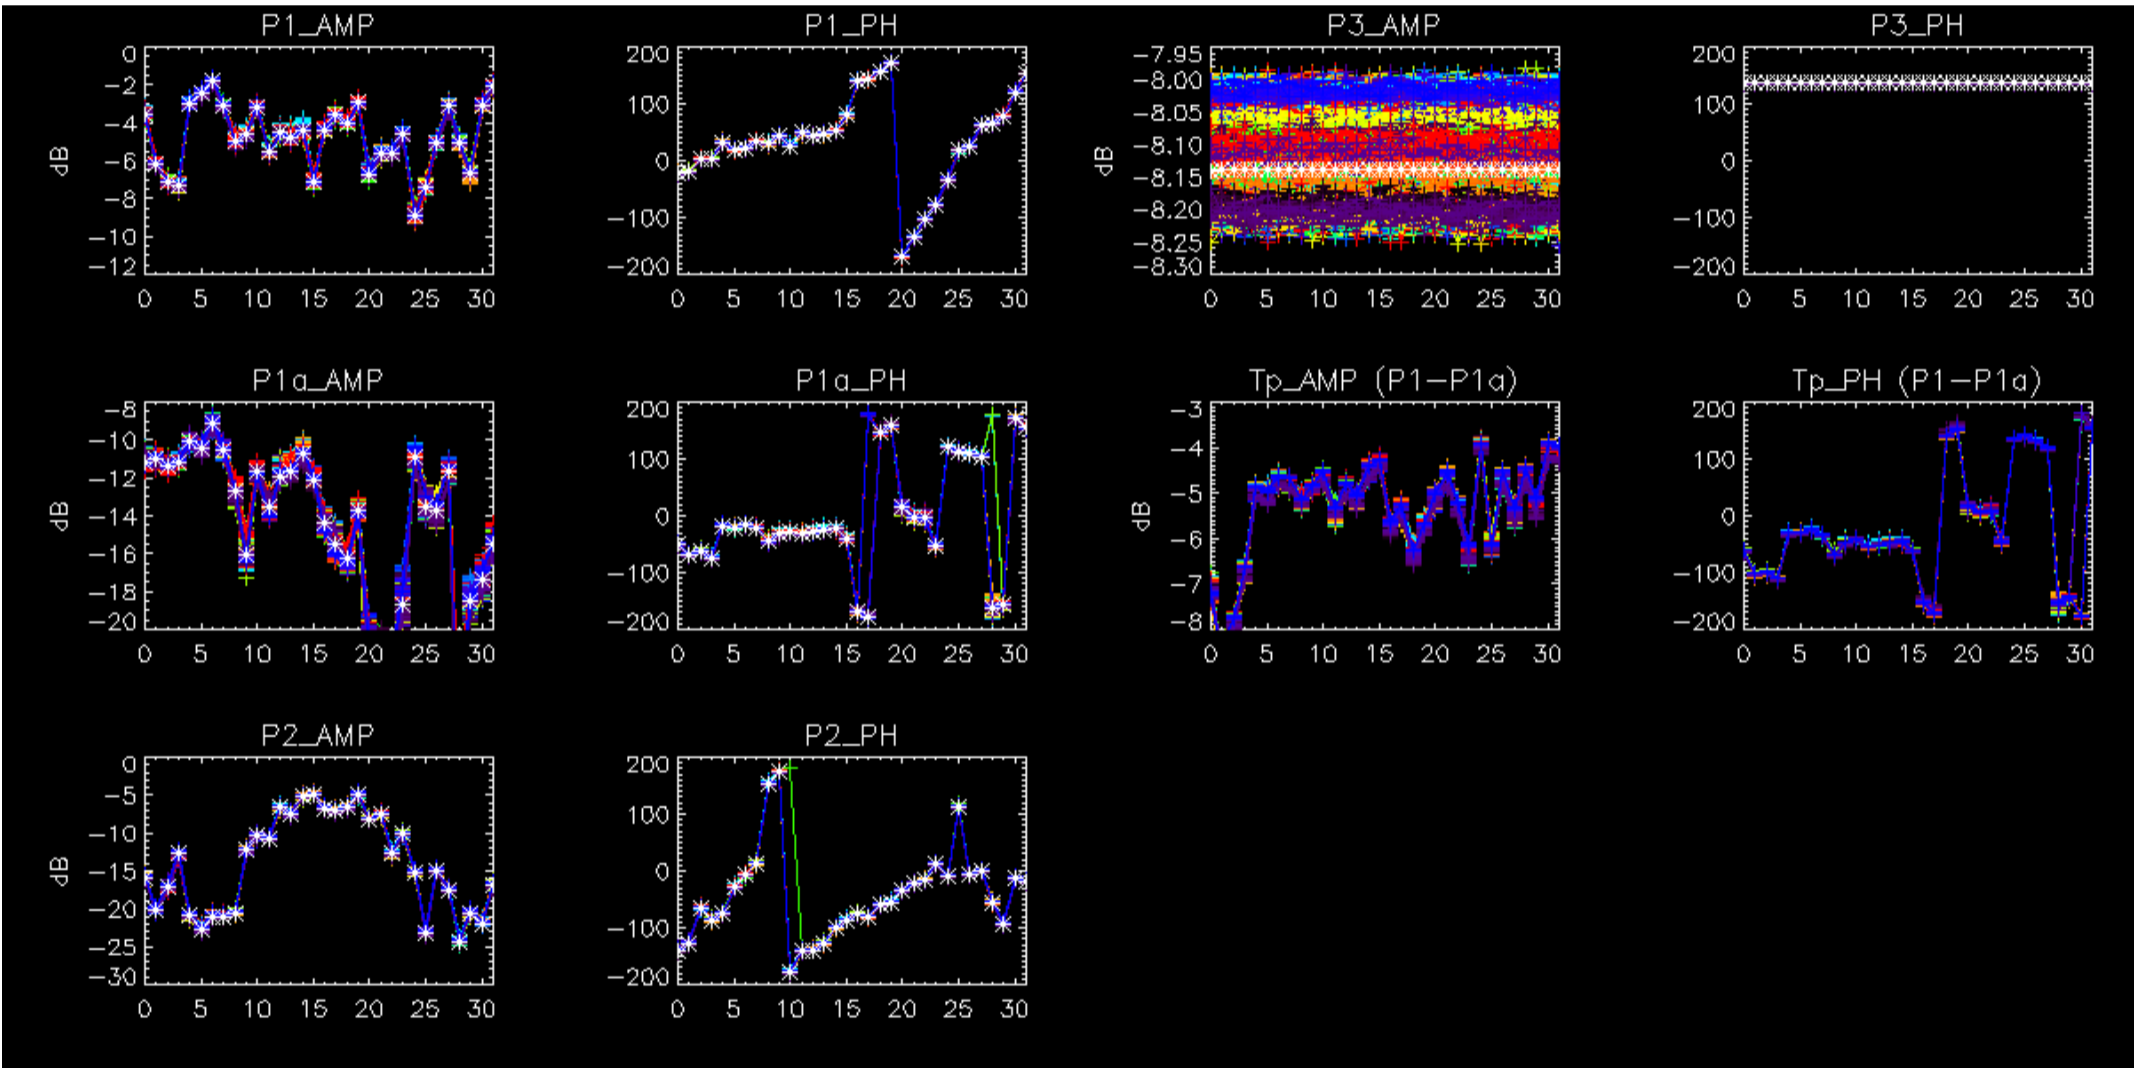 P1_AMP P1_PH P3_AMP P3_PH
0 200 -7.95 200
-2 -8.00
-4 100 -8.05 100
dB -6 0 dB -8.10 0
-8 -8.15
-10 -100 -8.20 -100
-12 -200 -8.25 -200
-8.30
0 5 10 15 20 25 30 0 5 10 15 20 25 30 0 5 10 15 20 25 30 0 5 10 15 20 25 30
P1a_AMP P1a_PH Tp_AMP (P1-P1a) Tp_PH (P1-P1a)
-8 200 -3 200
-10 100 -4 100
-12
dB -14 0 dB -5 0
-16 -100 -6 -100
-18 -7
-20 -200 -8 -200
0 5 10 15 20 25 30 0 5 10 15 20 25 30 0 5 10 15 20 25 30 0 5 10 15 20 25 30
P2_AMP P2_PH
0 200
-5 100
-10
dB -15 0
-20 -100
-25
-30 -200
0 5 10 15 20 25 30 0 5 10 15 20 25 30